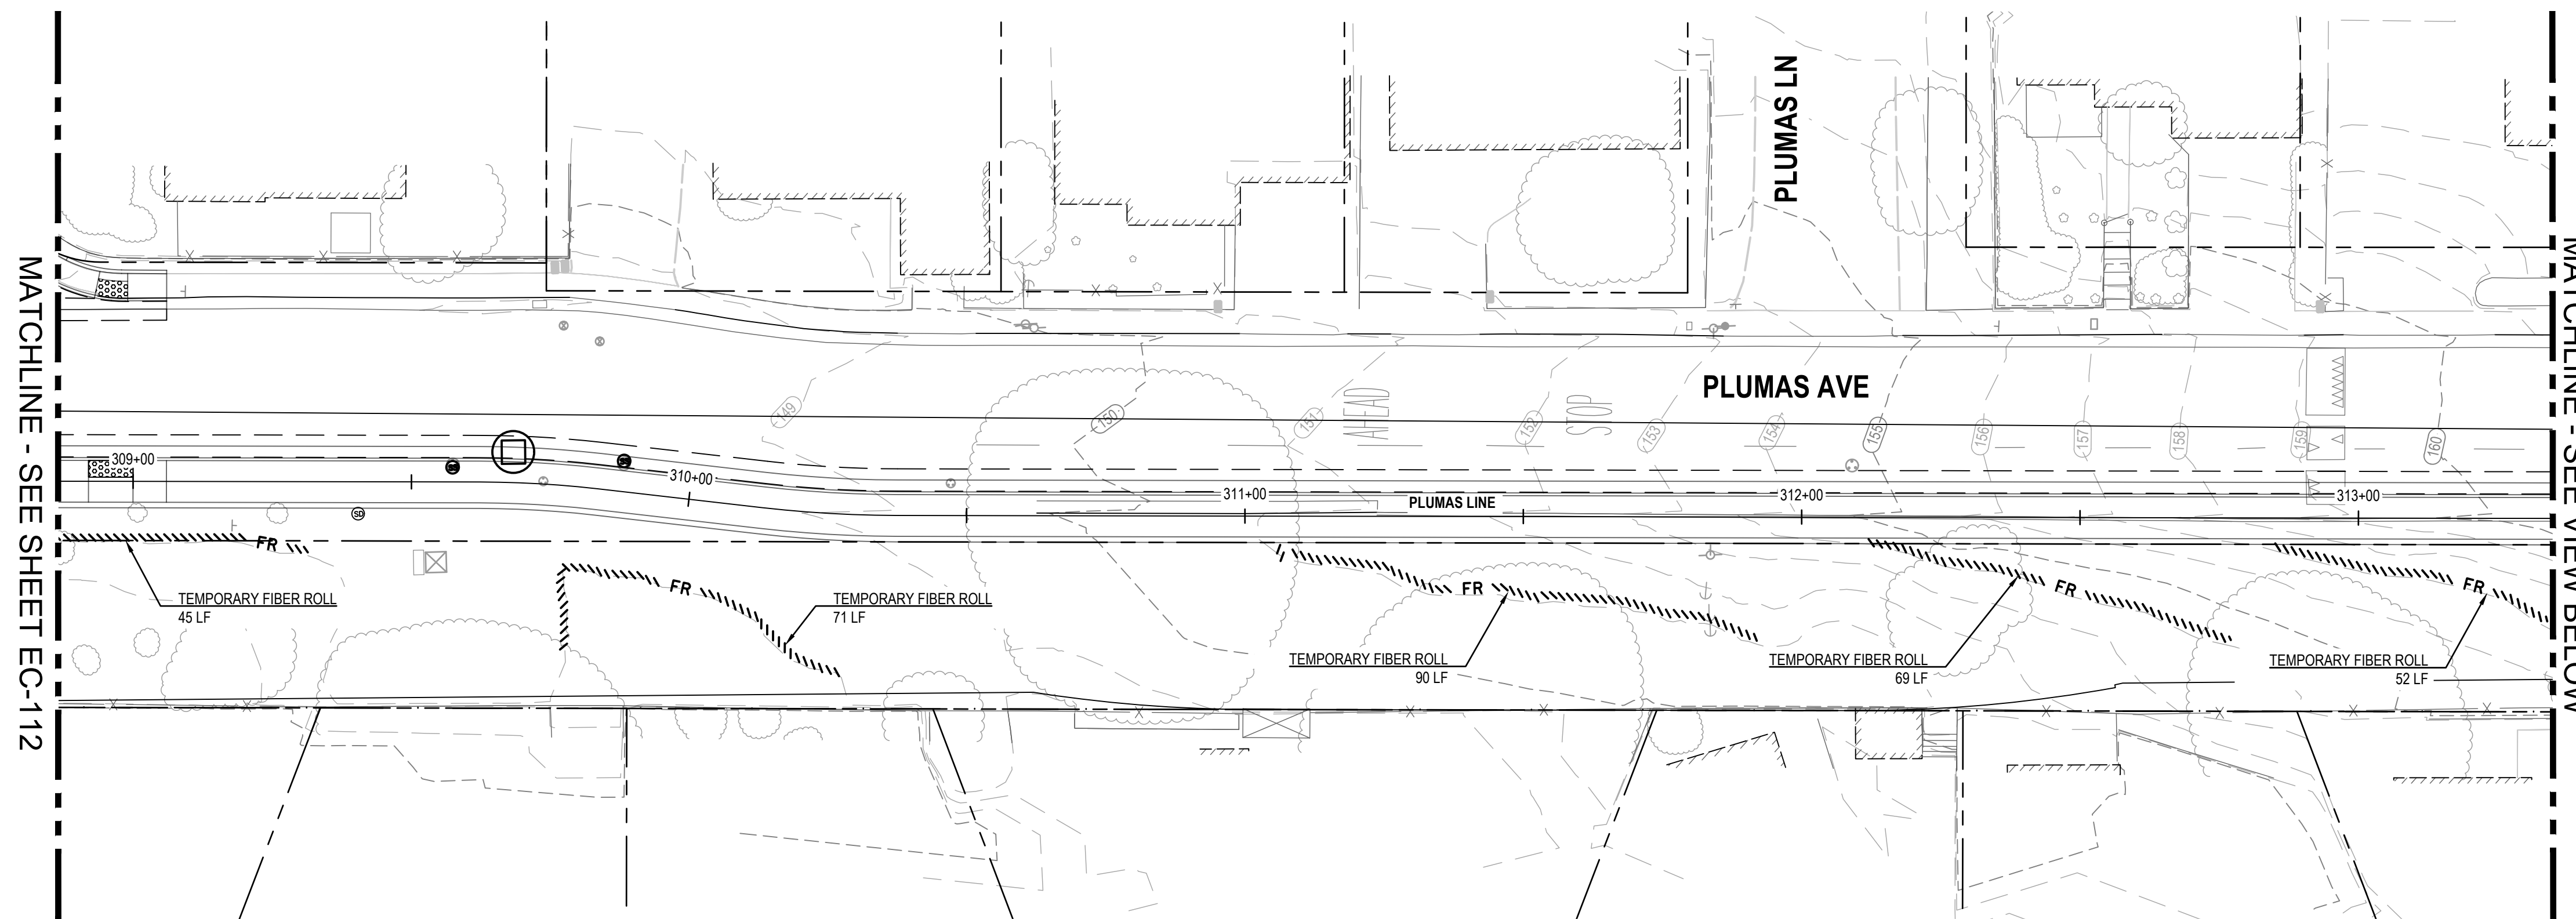 MATCHLINE - SEE SHEET EC-112
PLUMAS LN
PLUMAS AVE
149
150
151
AHEAD
152
STOP
153
154
155
156
157
158
159
160
309+00
310+00
311+00
PLUMAS LINE
312+00
313+00
SD
FR
FR
FR
FR
FR
TEMPORARY FIBER ROLL
45 LF
TEMPORARY FIBER ROLL
71 LF
TEMPORARY FIBER ROLL
90 LF
TEMPORARY FIBER ROLL
69 LF
TEMPORARY FIBER ROLL
52 LF
MATCHLINE - SEE VIEW BELOW